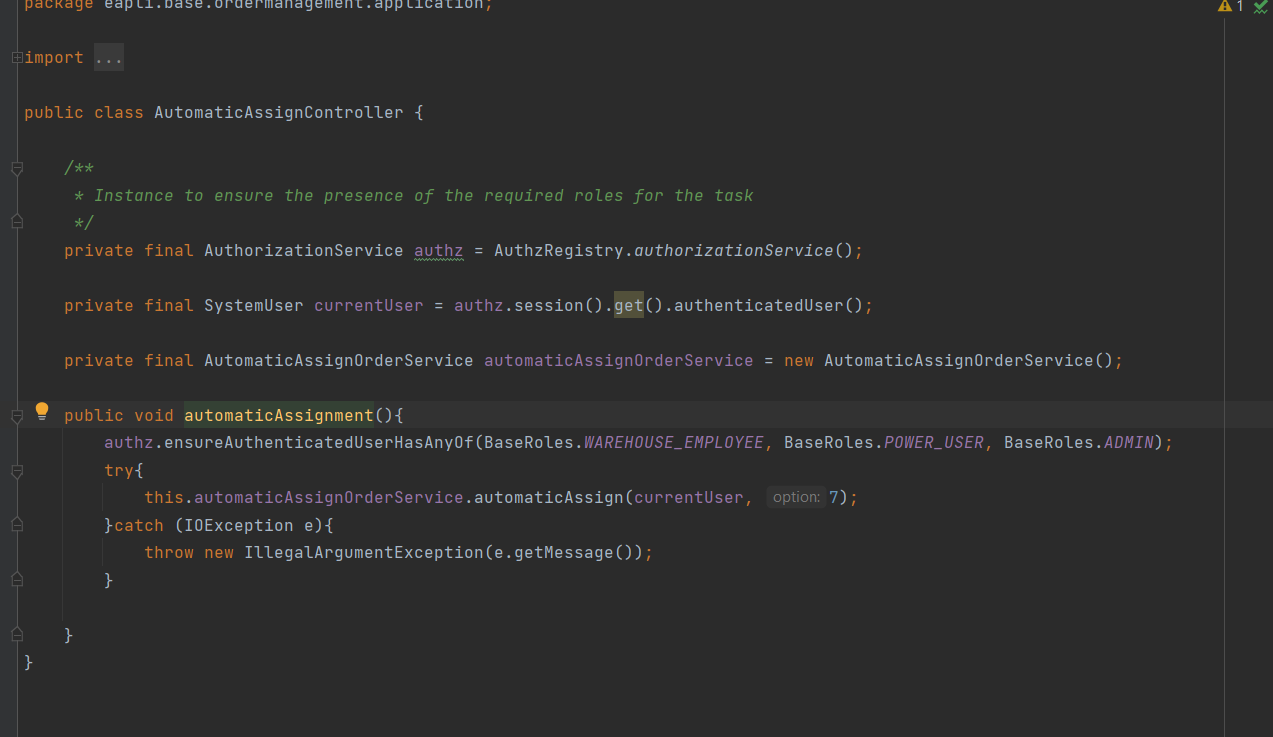 package eapli.base.ordermanagement.application;
1
import ...
public class AutomaticAssignController {
/**
* Instance to ensure the presence of the required roles for the task
*/
private final AuthorizationService authz = AuthzRegistry.authorizationService();
private final SystemUser currentUser = authz.session().get().authenticatedUser();
private final AutomaticAssignOrderService automaticAssignOrderService = new AutomaticAssignOrderService();
public void automaticAssignment(){
authz.ensureAuthenticatedUserHasAnyOf(BaseRoles.WAREHOUSE_EMPLOYEE, BaseRoles.POWER_USER, BaseRoles.ADMIN);
try{
this.automaticAssignOrderService.automaticAssign(currentUser, option: 7);
}catch (IOException e){
throw new IllegalArgumentException(e.getMessage());
}
}
}